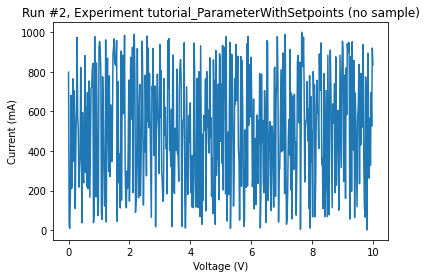 Run #2, Experiment tutorial_ParameterWithSetpoints (no sample)
1000
800
600
400
200
0
Current (mA)
0 2 4 6 8 10
Voltage (V)